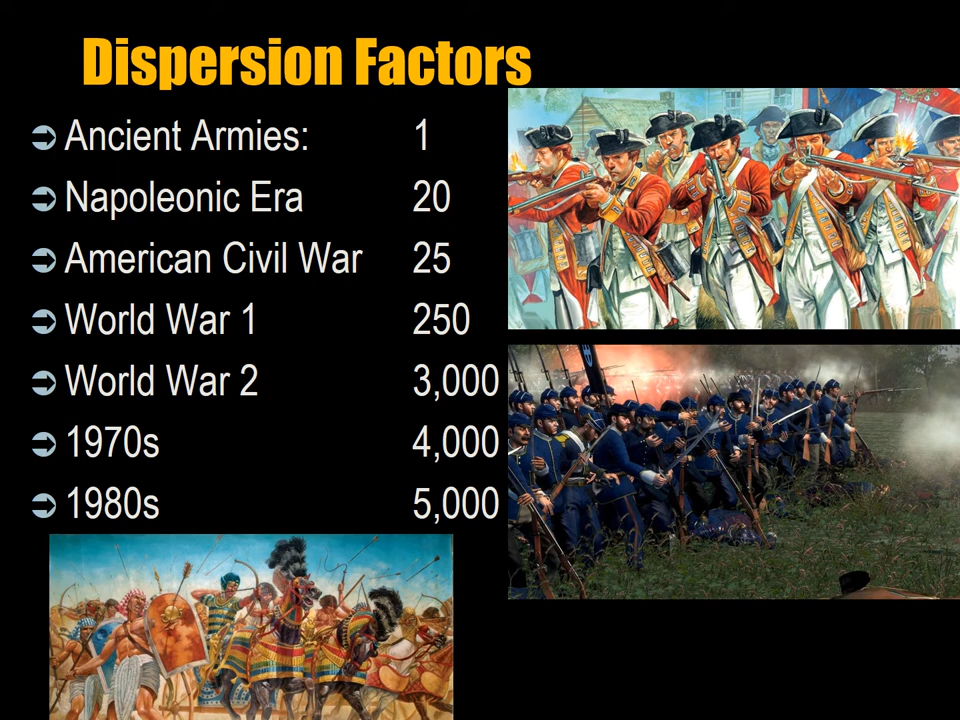 Dispersion Factors
Ancient Armies: 1
Napoleonic Era 20
American Civil War 25
World War 1 250
World War 2 3,000
1970s 4,000
1980s 5,000